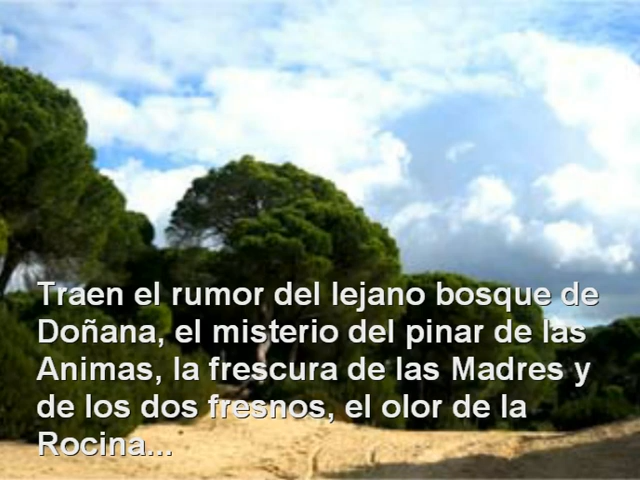 Traen el rumor del lejano bosque de
Doñana, el misterio del pinar de las
Animas, la frescura de las Madres y
de los dos fresnos, el olor de la
Rocina...